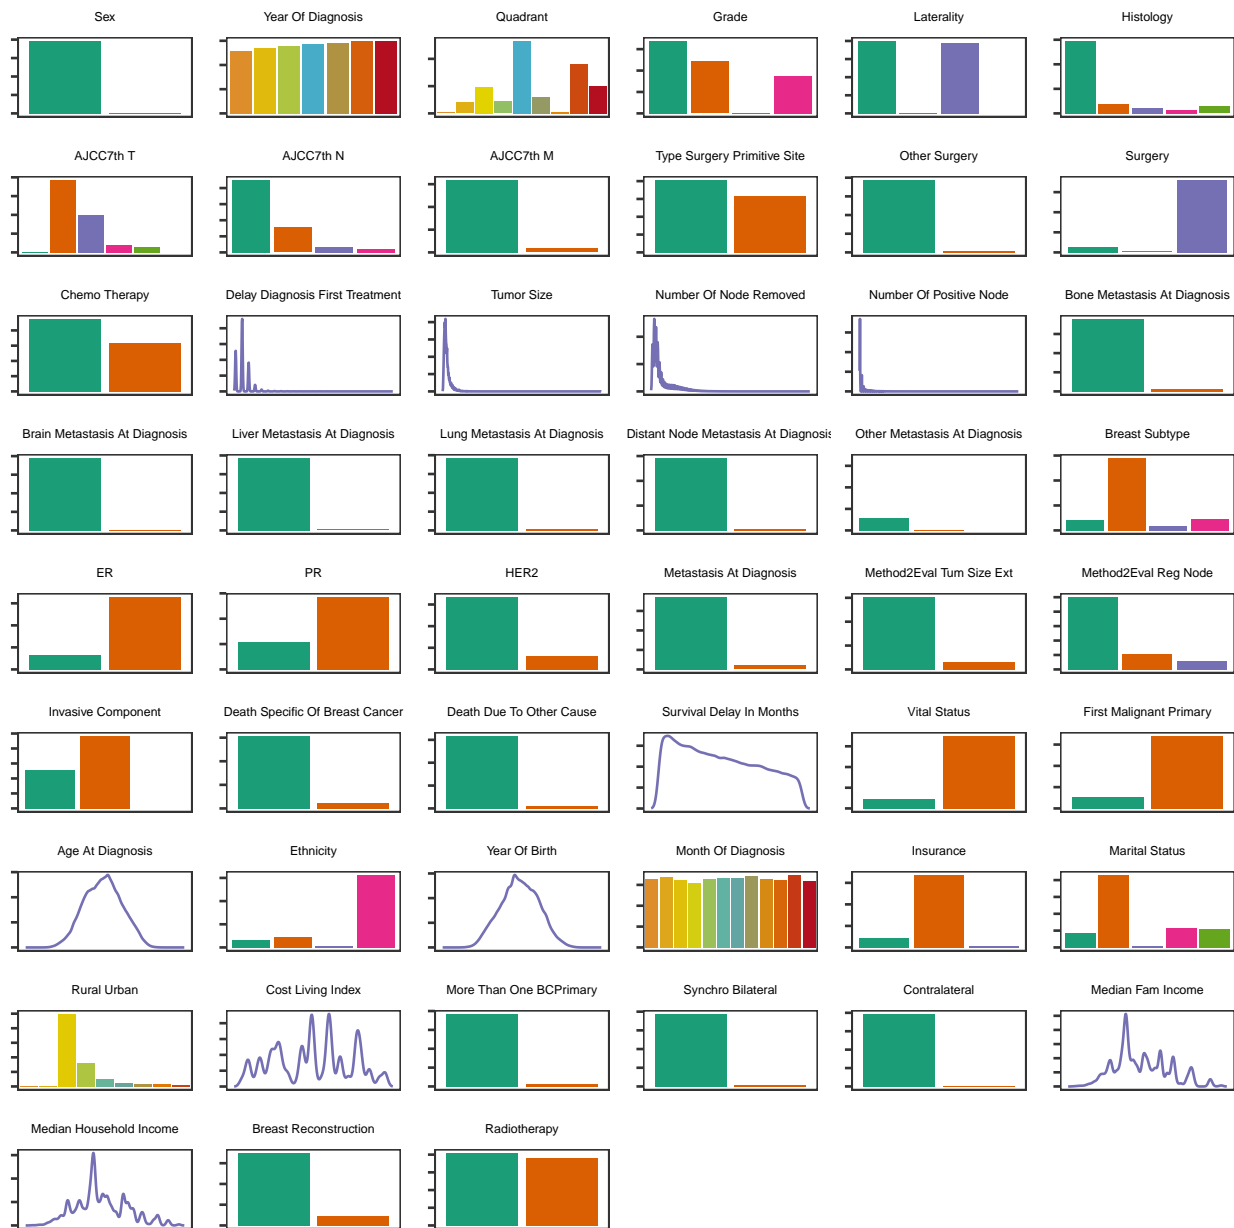 Sex
Year Of Diagnosis
Quadrant
Grade
Laterality
Histology
AJCC7th T
AJCC7th N
AJCC7th M
Type Surgery Primitive Site
Other Surgery
Surgery
Chemo Therapy
Delay Diagnosis First Treatment
Tumor Size
Number Of Node Removed
Number Of Positive Node
Bone Metastasis At Diagnosis
Brain Metastasis At Diagnosis
Liver Metastasis At Diagnosis
Lung Metastasis At Diagnosis
Distant Node Metastasis At Diagnosis
Other Metastasis At Diagnosis
Breast Subtype
ER
PR
HER2
Metastasis At Diagnosis
Method2Eval Tum Size Ext
Method2Eval Reg Node
Invasive Component
Death Specific Of Breast Cancer
Death Due To Other Cause
Survival Delay In Months
Vital Status
First Malignant Primary
Age At Diagnosis
Ethnicity
Year Of Birth
Month Of Diagnosis
Insurance
Marital Status
Rural Urban
Cost Living Index
More Than One BCPrimary
Synchro Bilateral
Contralateral
Median Fam Income
Median Household Income
Breast Reconstruction
Radiotherapy